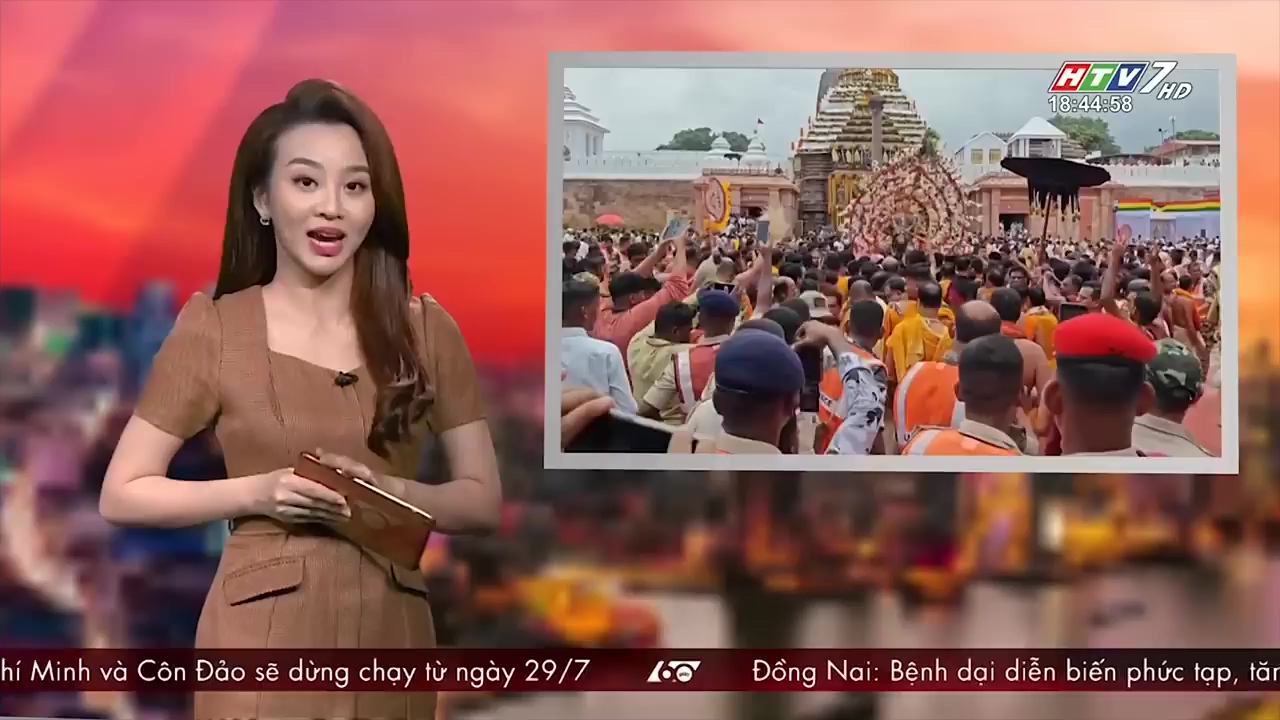 HTV7
HD
18:44:58
hí Minh và Côn Đảo sẽ dừng chạy từ ngày 29/7
60
Đồng Nai: Bệnh dại diễn biến phức tạp, tăn